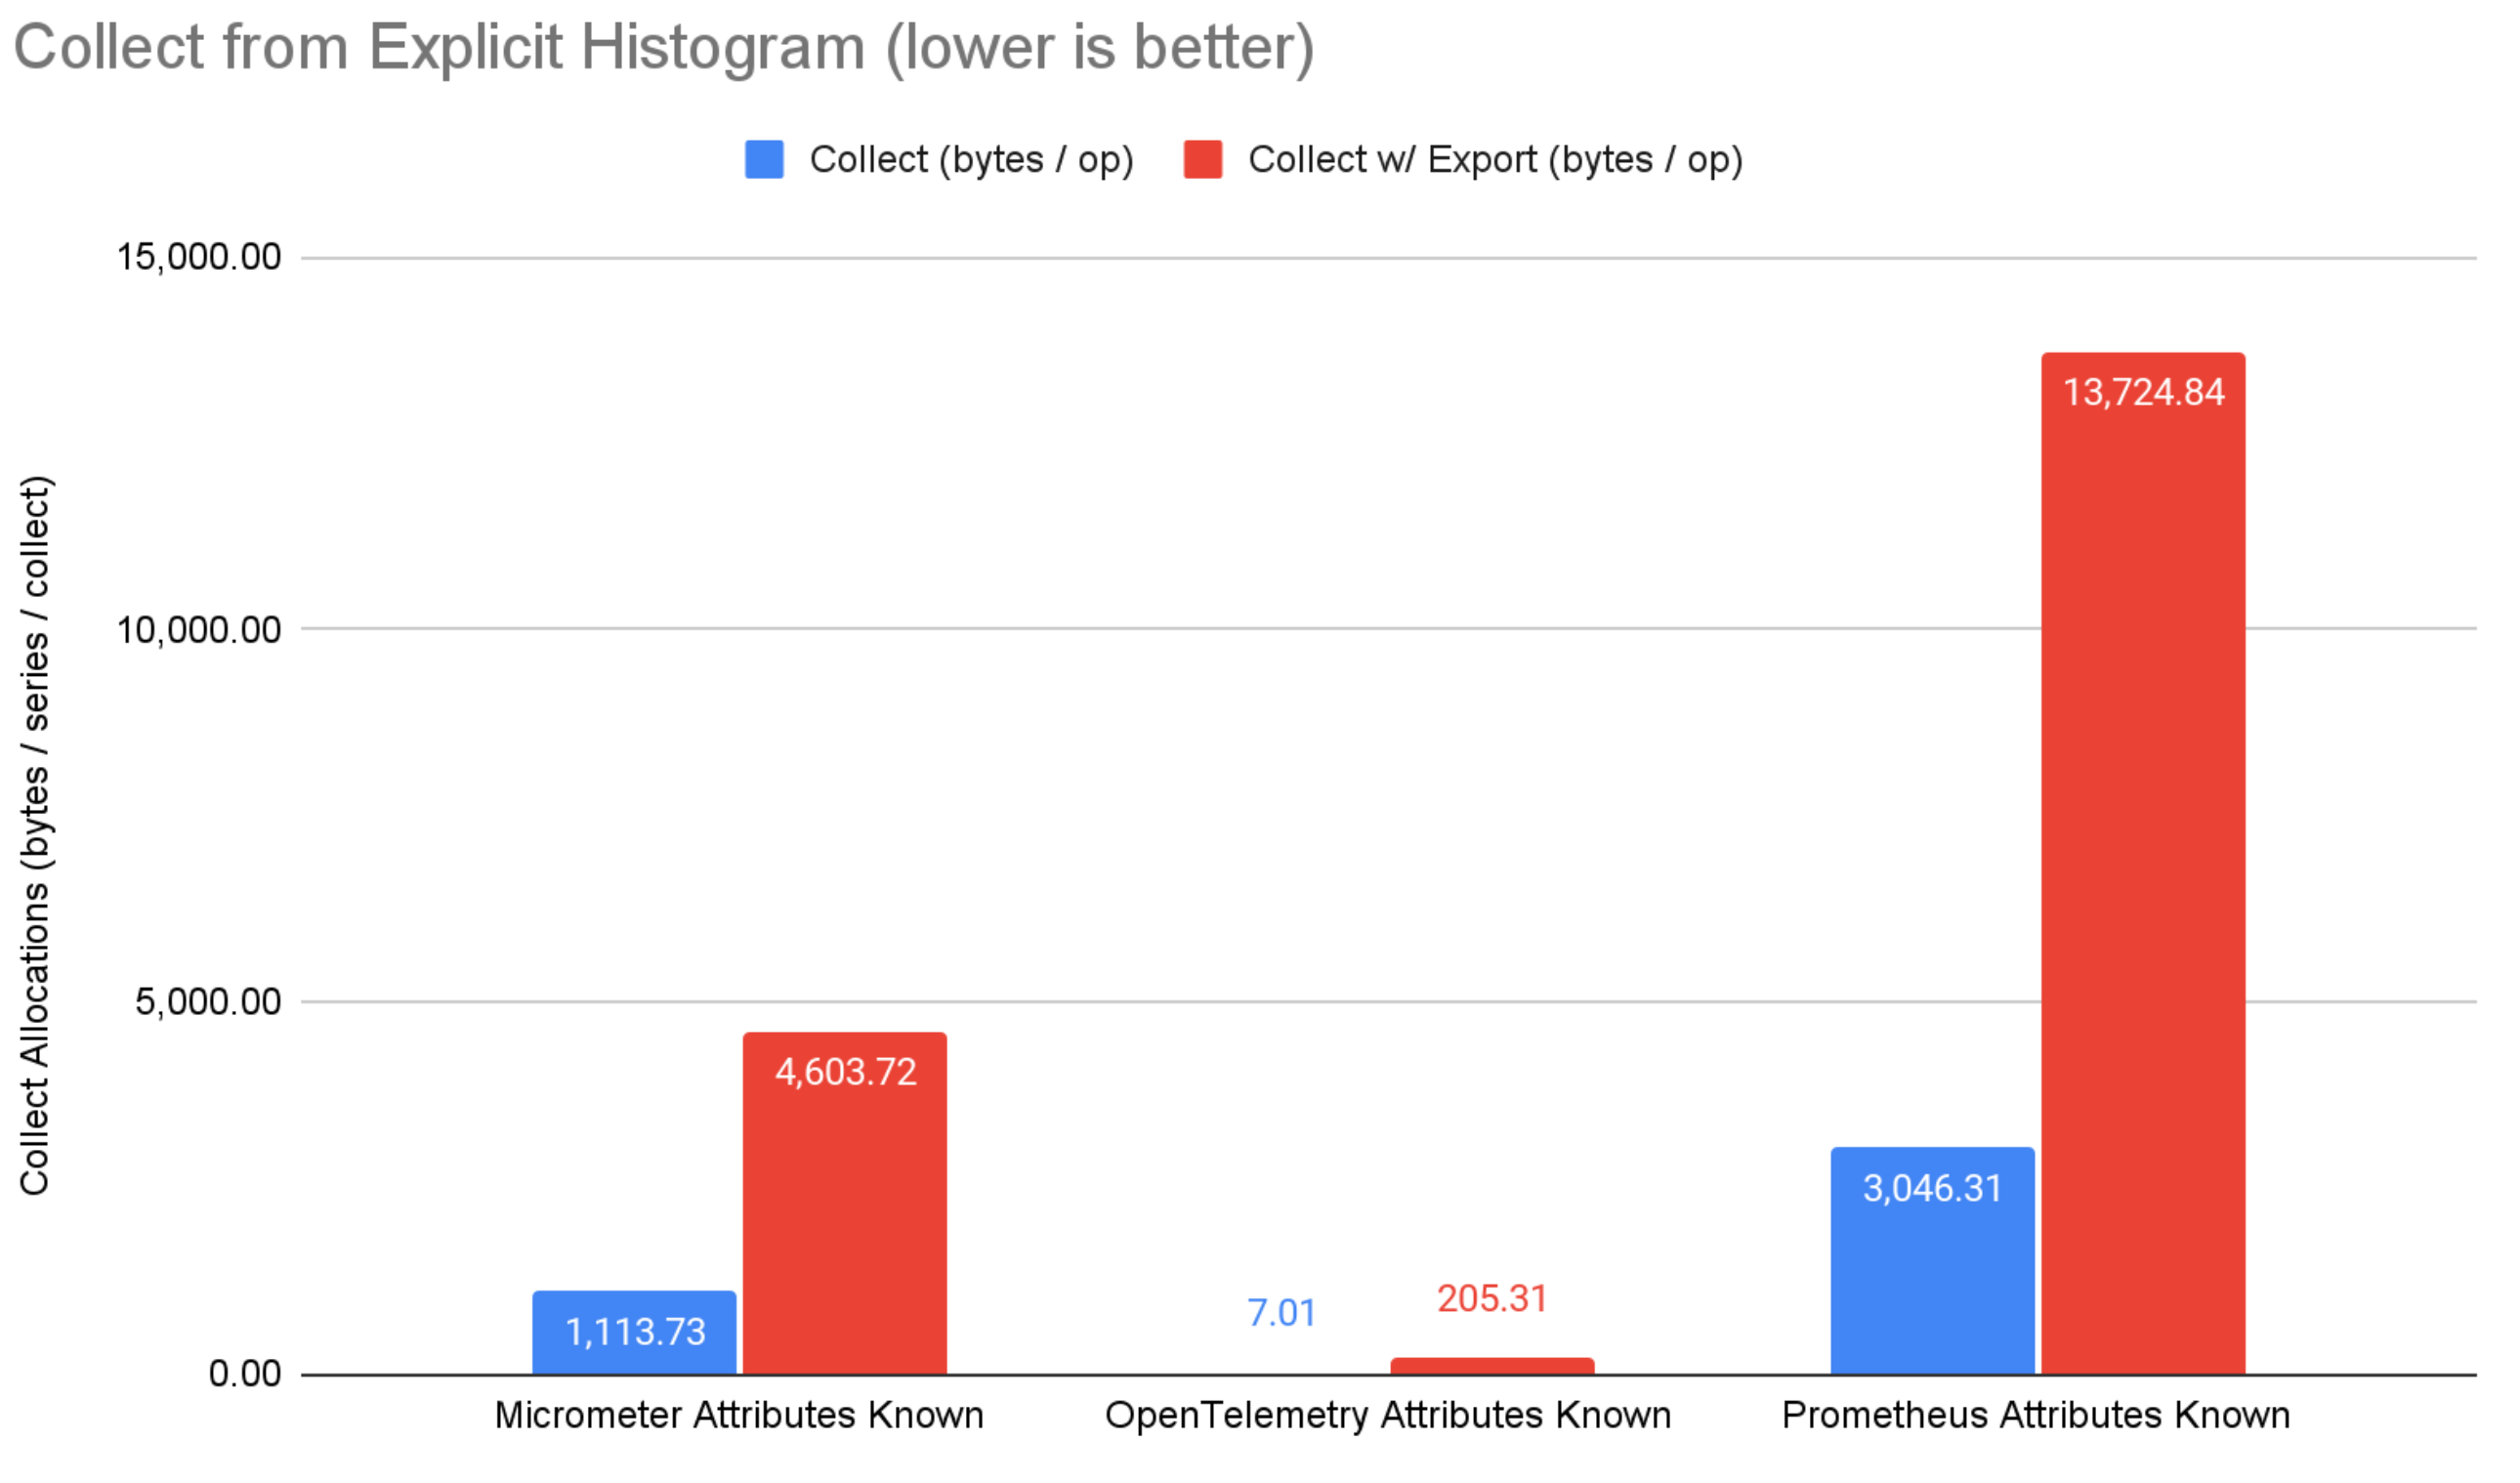 Collect from Explicit Histogram (lower is better)
Collect (bytes / op)
Collect w/ Export (bytes / op)
Collect Allocations (bytes / series / collect)
15,000.00
10,000.00
5,000.00
0.00
1,113.73
4,603.72
7.01
205.31
3,046.31
13,724.84
Micrometer Attributes Known
OpenTelemetry Attributes Known
Prometheus Attributes Known